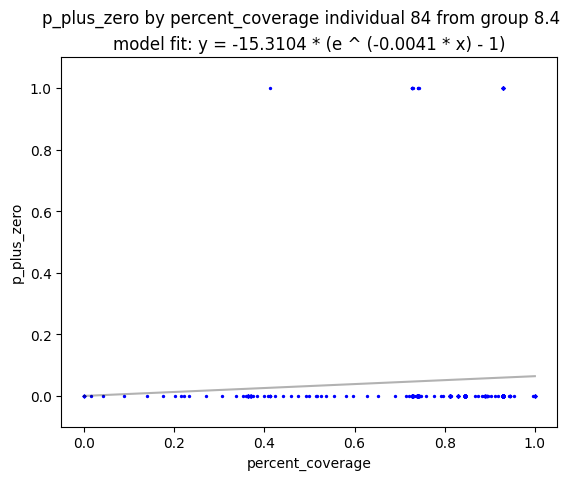 p_plus_zero by percent_coverage individual 84 from group 8.4
model fit: y = -15.3104 * (e ^ (-0.0041 * x) - 1)
1.0
0.8
0.6
0.4
0.2
0.0
p_plus_zero
0.0 0.2 0.4 0.6 0.8 1.0
percent_coverage